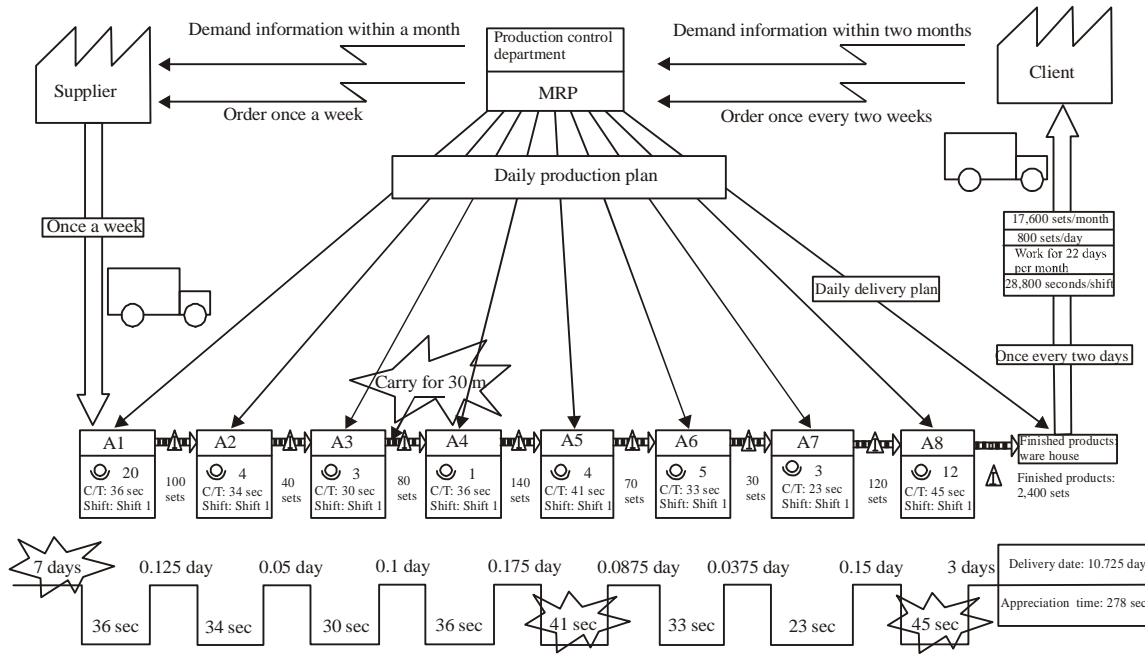 Demand information within a month
Production control
department
Demand information within two months
Supplier
MRP
Client
Order once a week
Order once every two weeks
Daily production plan
Once a week
17,600 sets/month
800 sets/day
Work for 22 days
per month
28,800 seconds/shift
Daily delivery plan
Once every two days
Carry for 30 m
A1
20
C/T: 36 sec
Shift: Shift 1
100
sets
A2
4
C/T: 34 sec
Shift: Shift 1
40
sets
A3
3
C/T: 30 sec
Shift: Shift 1
80
sets
A4
1
C/T: 36 sec
Shift: Shift 1
140
sets
A5
4
C/T: 41 sec
Shift: Shift 1
70
sets
A6
5
C/T: 33 sec
Shift: Shift 1
30
sets
A7
3
C/T: 23 sec
Shift: Shift 1
120
sets
A8
12
C/T: 45 sec
Shift: Shift 1
Finished products:
ware house
Finished products:
2,400 sets
7 days
0.125 day
0.05 day
0.1 day
0.175 day
0.0875 day
0.0375 day
0.15 day
3 days
36 sec
34 sec
30 sec
36 sec
41 sec
33 sec
23 sec
45 sec
Delivery date: 10.725 day
Appreciation time: 278 sec